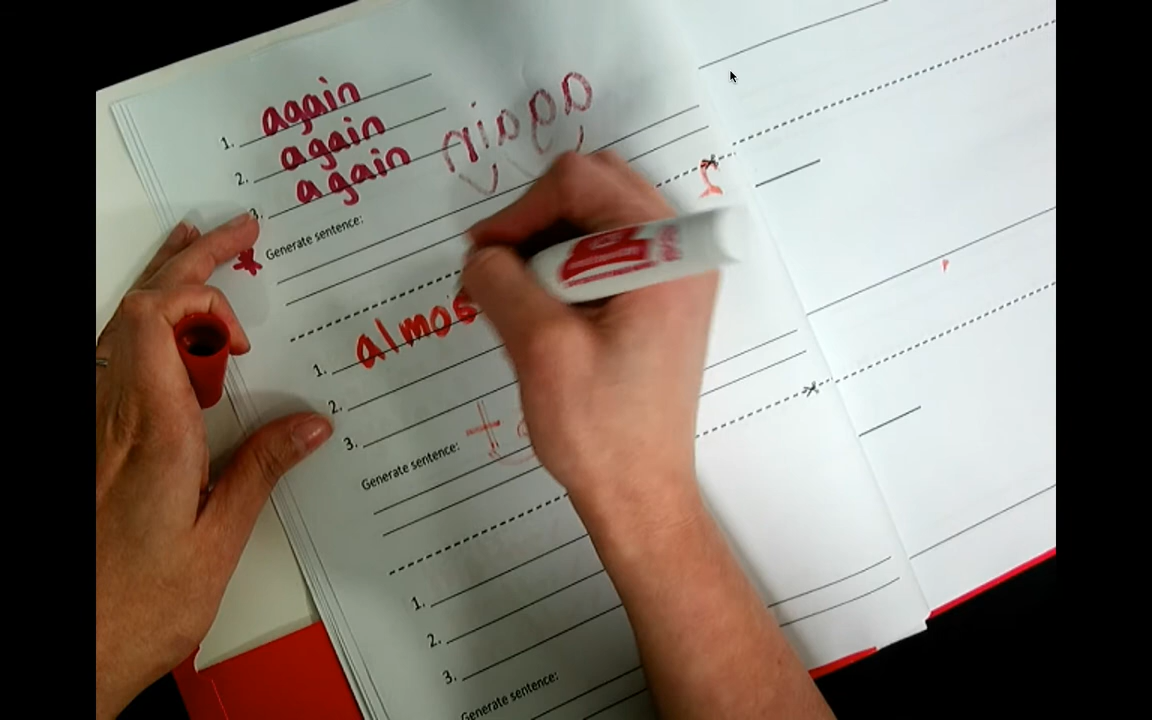 1. again
2. again
3. again
Generate sentence:
1. almos
2.
3.
Generate sentence:
1.
2.
3.
Generate sentence: